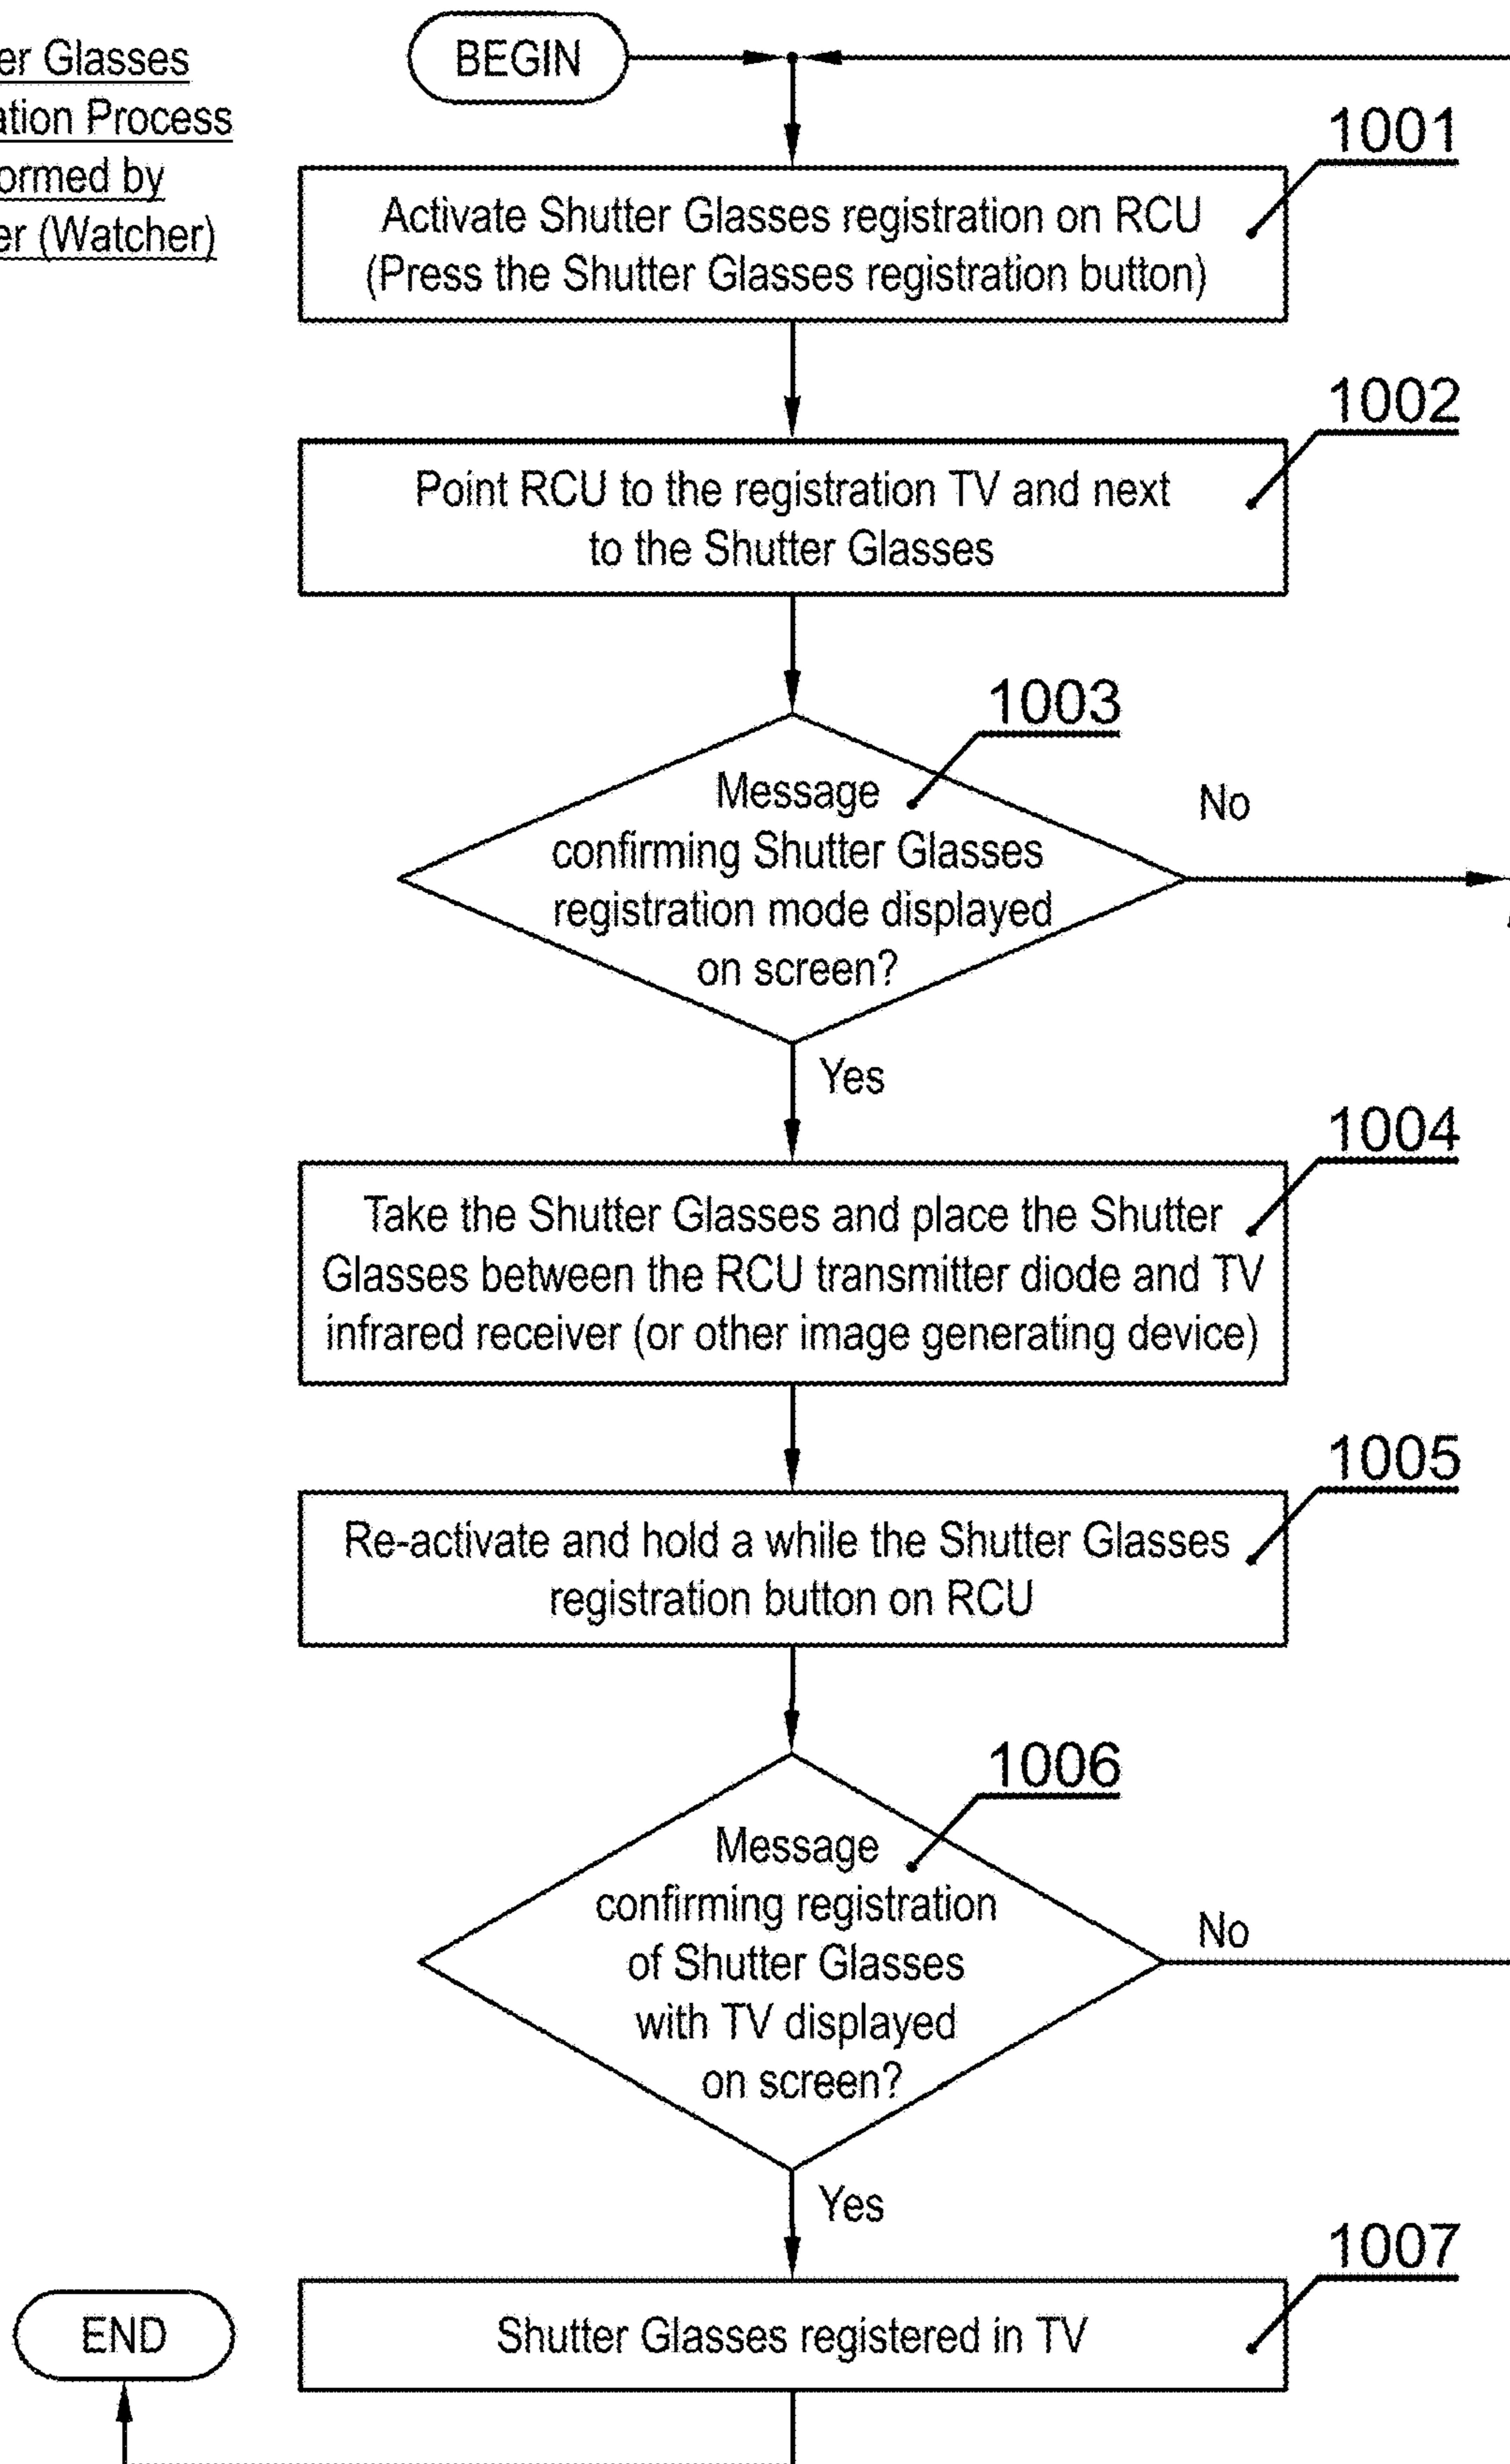 er Glasses
ation Process
ormed by
er (Watcher)
BEGIN
1001
Activate Shutter Glasses registration on RCU
(Press the Shutter Glasses registration button)
1002
Point RCU to the registration TV and next
to the Shutter Glasses
1003
Message
confirming Shutter Glasses
registration mode displayed
on screen?
No
Yes
1004
Take the Shutter Glasses and place the Shutter
Glasses between the RCU transmitter diode and TV
infrared receiver (or other image generating device)
1005
Re-activate and hold a while the Shutter Glasses
registration button on RCU
1006
Message
confirming registration
of Shutter Glasses
with TV displayed
on screen?
No
Yes
1007
Shutter Glasses registered in TV
END